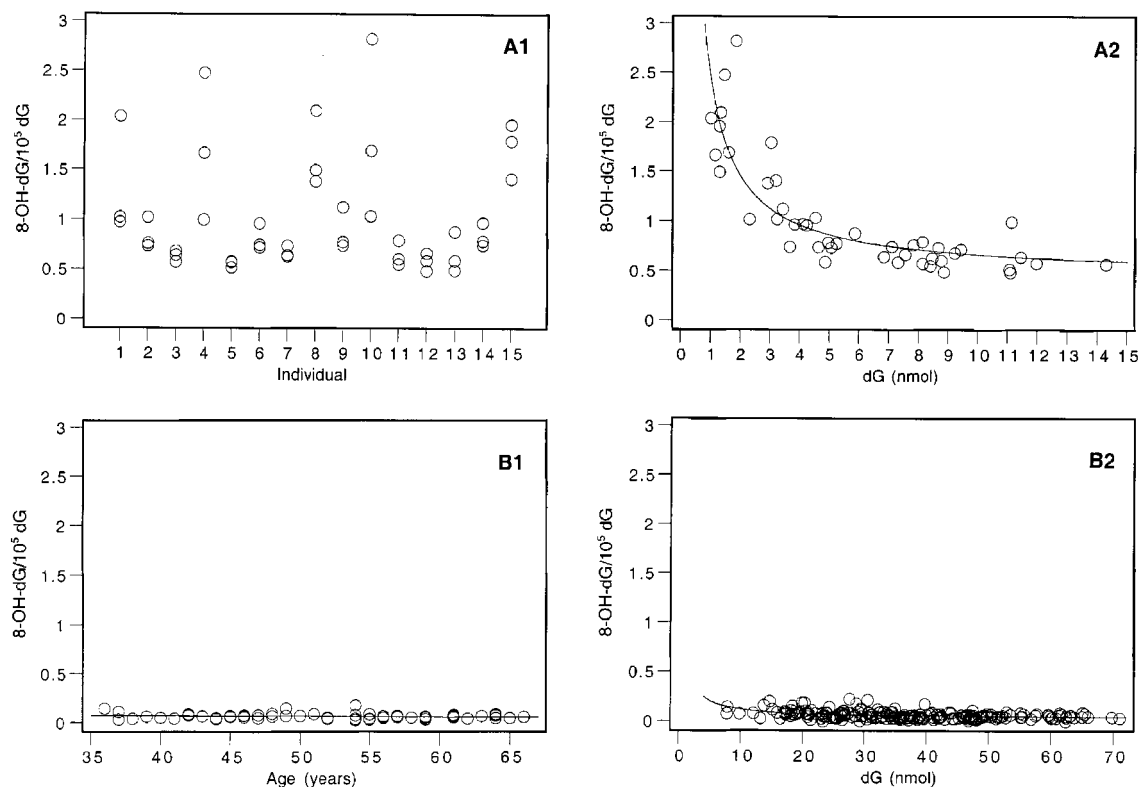 A1
8-OH-dG/10⁵ dG
3
2.5
2
1.5
1
0.5
0
1 2 3 4 5 6 7 8 9 10 11 12 13 14 15
Individual
A2
8-OH-dG/10⁵ dG
3
2.5
2
1.5
1
0.5
0
0 1 2 3 4 5 6 7 8 9 10 11 12 13 14 15
dG (nmol)
B1
8-OH-dG/10⁵ dG
3
2.5
2
1.5
1
0.5
0
35 40 45 50 55 60 65
Age (years)
B2
8-OH-dG/10⁵ dG
3
2.5
2
1.5
1
0.5
0
0 10 20 30 40 50 60 70
dG (nmol)